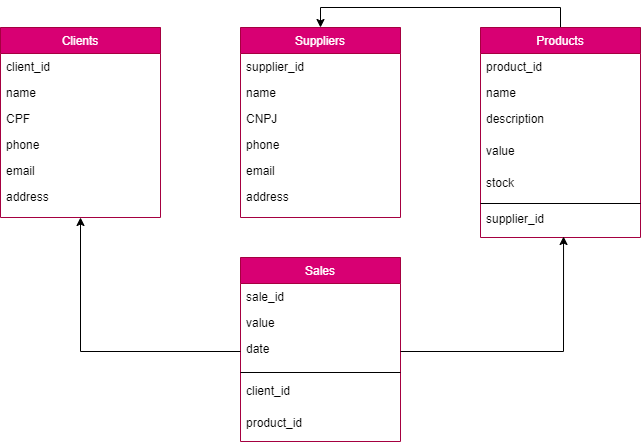 Clients
client_id
name
CPF
phone
email
address
Suppliers
supplier_id
name
CNPJ
phone
email
address
Products
product_id
name
description
value
stock
supplier_id
Sales
sale_id
value
date
client_id
product_id